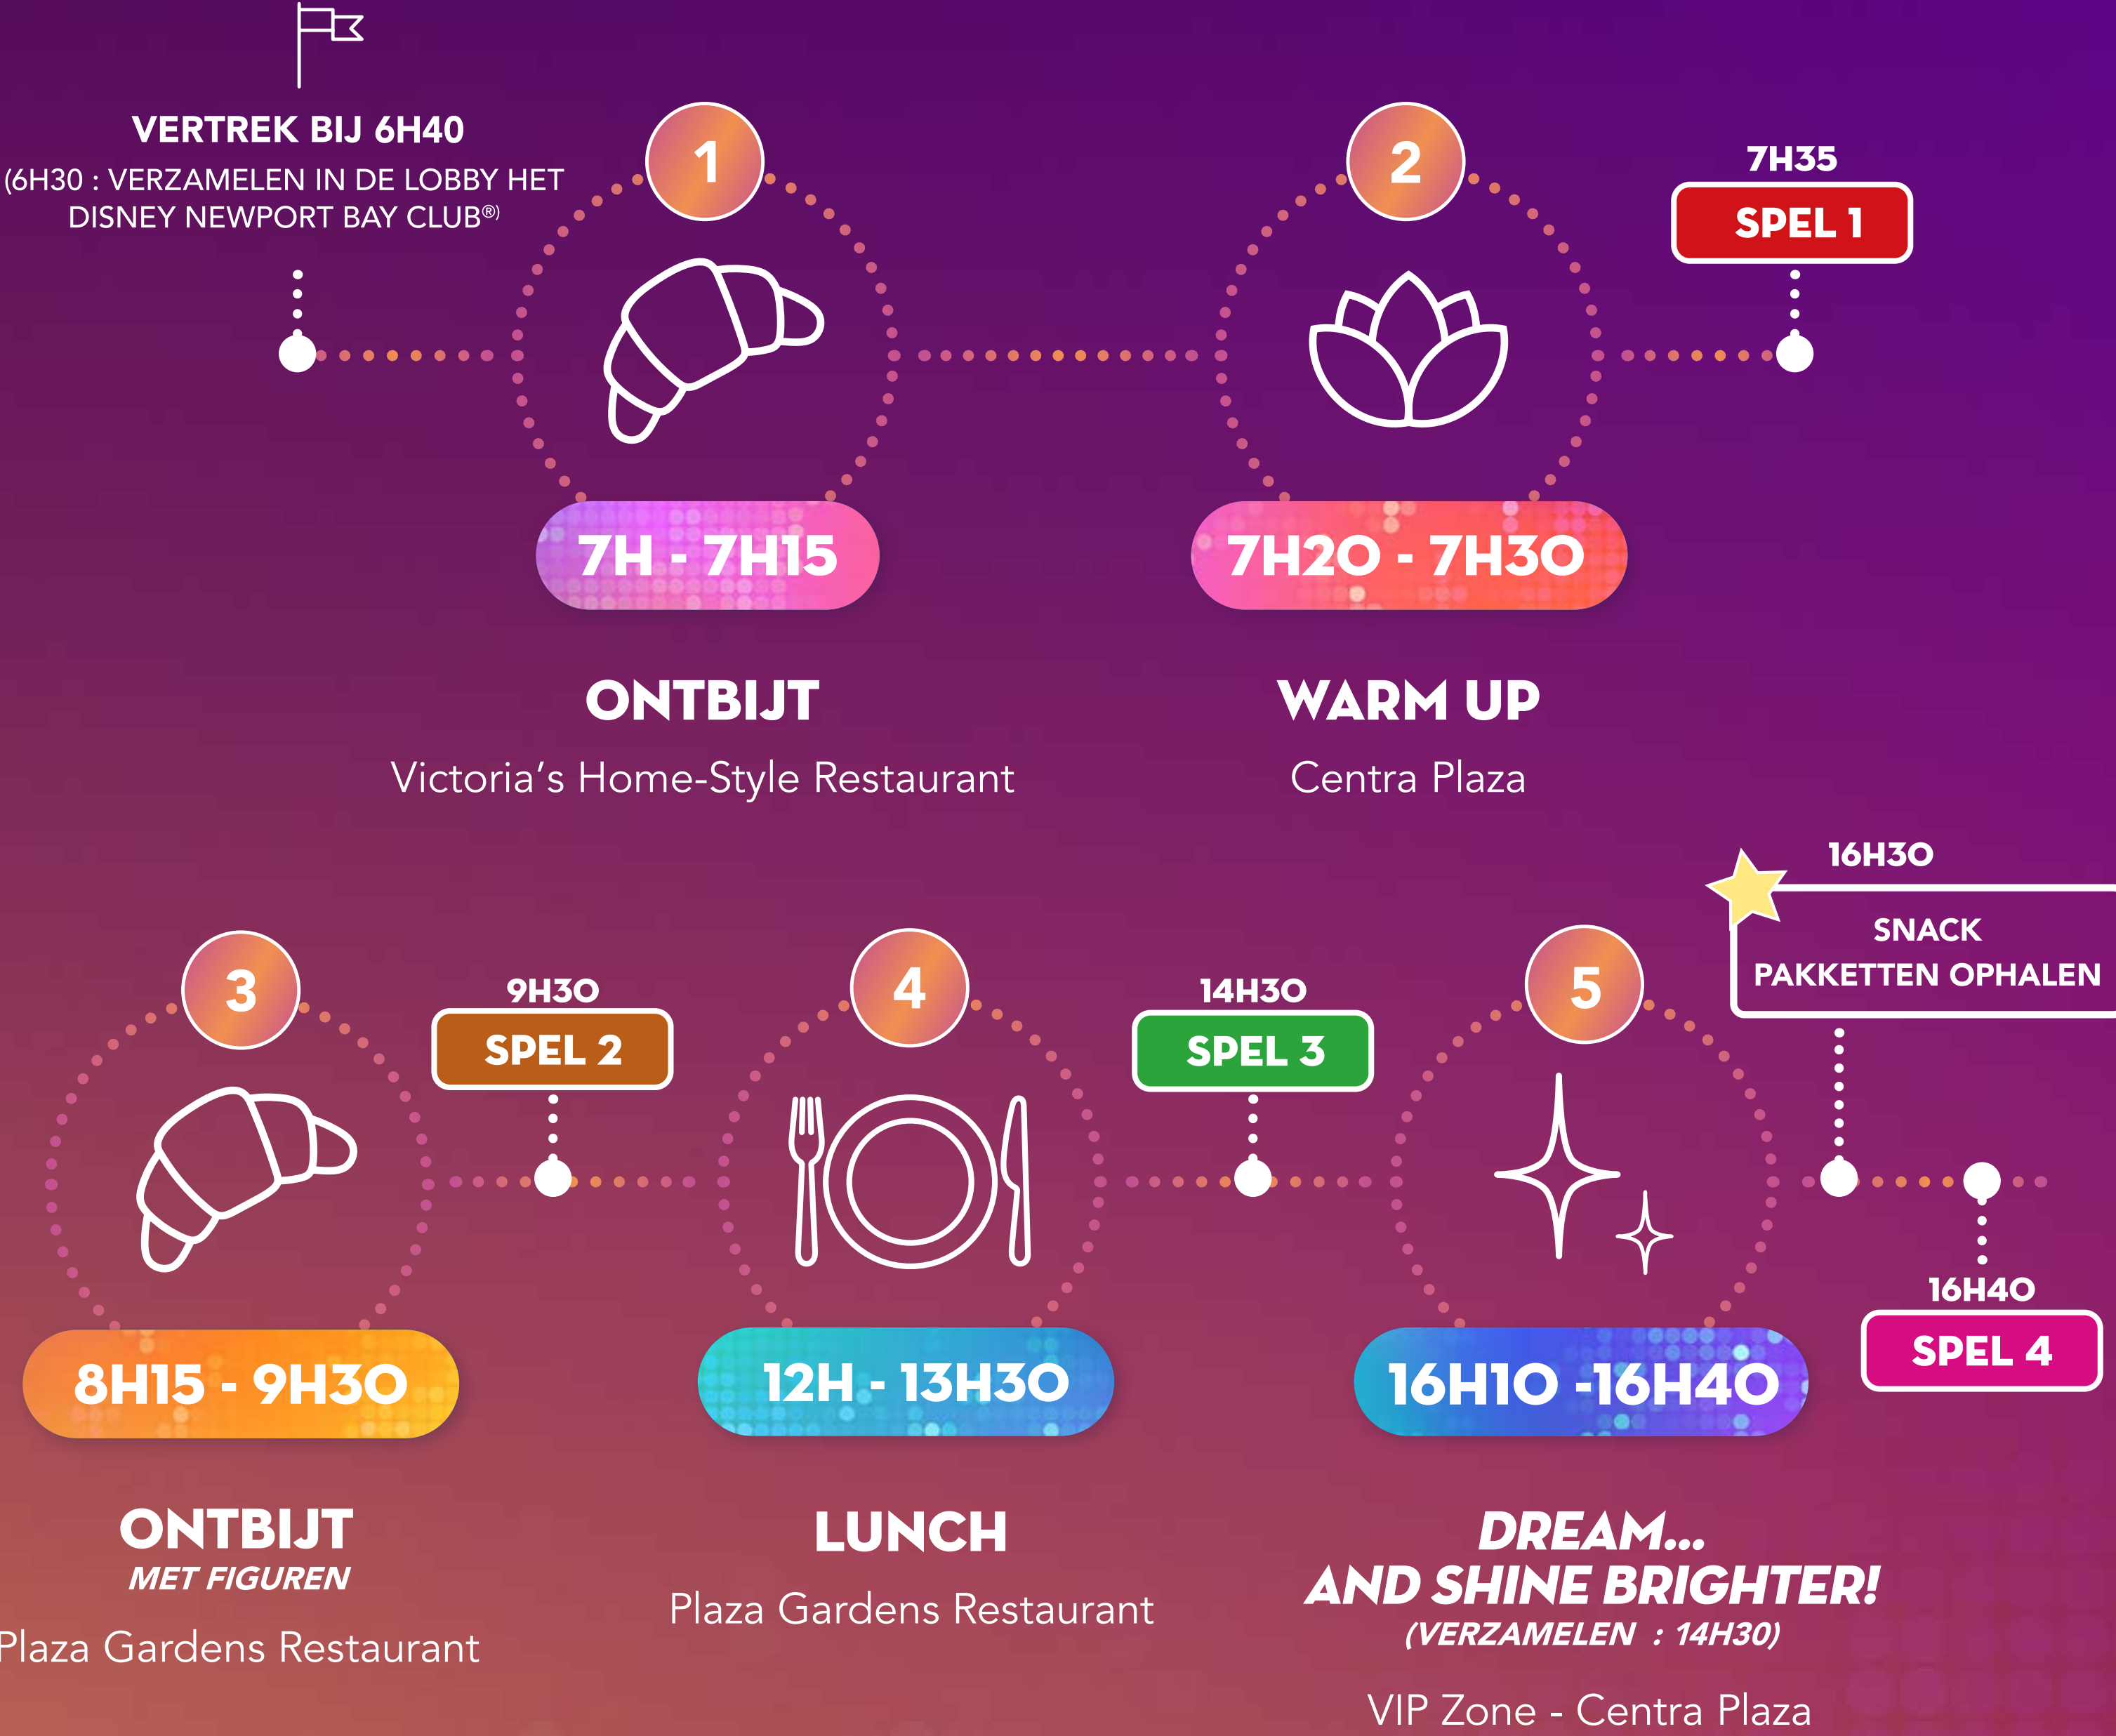 VERTREK BIJ 6H40
(6H30 : VERZAMELEN IN DE LOBBY HET
DISNEY NEWPORT BAY CLUB®)
1
7H - 7H15
ONTBIJT
Victoria's Home-Style Restaurant
2
7H20 - 7H30
WARM UP
Centra Plaza
7H35
SPEL 1
3
8H15 - 9H30
ONTBIJT
MET FIGUREN
Plaza Gardens Restaurant
9H30
SPEL 2
4
12H - 13H30
LUNCH
Plaza Gardens Restaurant
14H30
SPEL 3
5
16H10 -16H40
DREAM...
AND SHINE BRIGHTER!
(VERZAMELEN : 14H30)
VIP Zone - Centra Plaza
16H30
SNACK
PAKKETTEN OPHALEN
16H40
SPEL 4